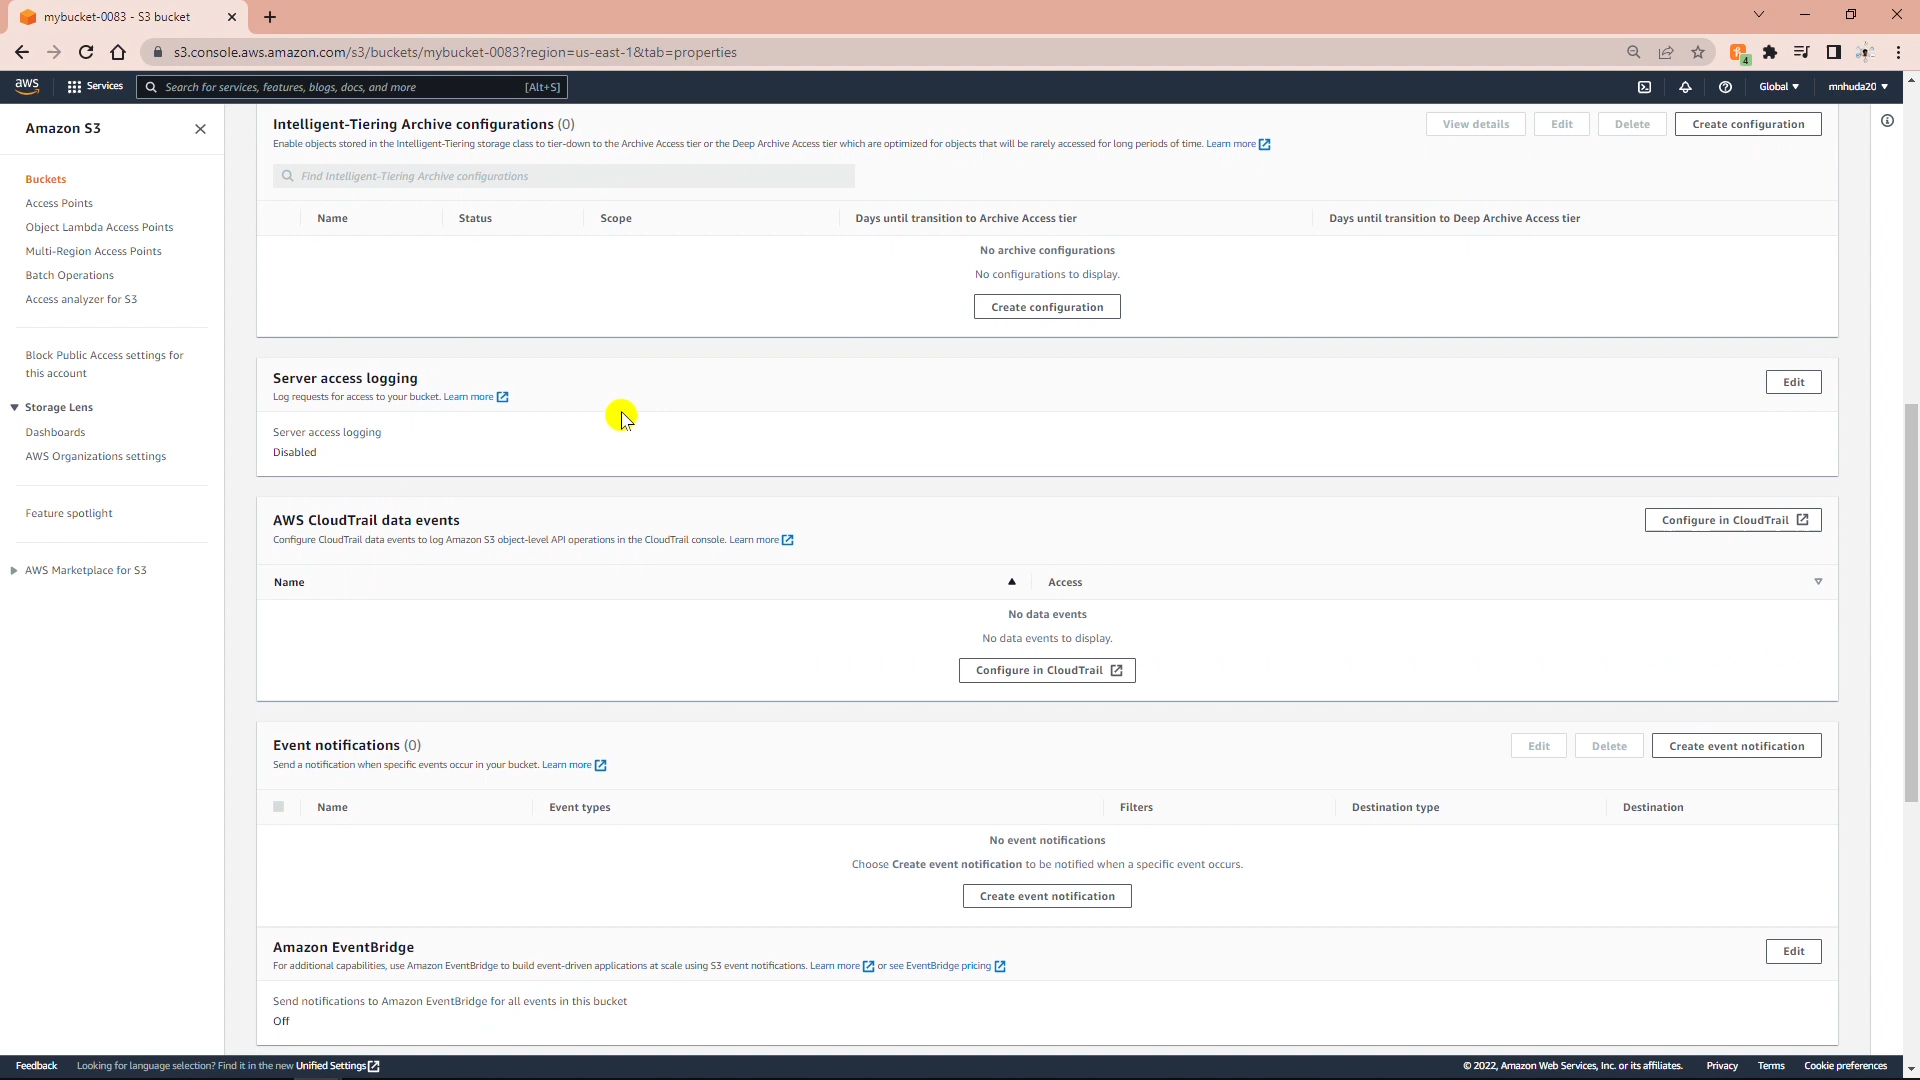 mybucket-0083 - S3 bucket
s3.console.aws.amazon.com/s3/buckets/mybucket-0083?region=us-east-1&tab=properties
4
aws
Services
Search for services, features, blogs, docs, and more
[Alt+S]
Global
mnhuda20
Amazon S3
Buckets
Access Points
Object Lambda Access Points
Multi-Region Access Points
Batch Operations
Access analyzer for S3
Block Public Access settings for
this account
Storage Lens
Dashboards
AWS Organizations settings
Feature spotlight
AWS Marketplace for S3
Intelligent-Tiering Archive configurations (0)
View details
Edit
Delete
Create configuration
Enable objects stored in the Intelligent-Tiering storage class to tier-down to the Archive Access tier or the Deep Archive Access tier which are optimized for objects that will be rarely accessed for long periods of time. Learn more
Find Intelligent-Tiering Archive configurations
Name
Status
Scope
Days until transition to Archive Access tier
Days until transition to Deep Archive Access tier
No archive configurations
No configurations to display.
Create configuration
Server access logging
Edit
Log requests for access to your bucket. Learn more
Server access logging
Disabled
AWS CloudTrail data events
Configure in CloudTrail
Configure CloudTrail data events to log Amazon S3 object-level API operations in the CloudTrail console. Learn more
Name
Access
No data events
No data events to display.
Configure in CloudTrail
Event notifications (0)
Edit
Delete
Create event notification
Send a notification when specific events occur in your bucket. Learn more
Name
Event types
Filters
Destination type
Destination
No event notifications
Choose Create event notification to be notified when a specific event occurs.
Create event notification
Amazon EventBridge
Edit
For additional capabilities, use Amazon EventBridge to build event-driven applications at scale using S3 event notifications. Learn more or see EventBridge pricing
Send notifications to Amazon EventBridge for all events in this bucket
Off
Feedback
Looking for language selection? Find it in the new Unified Settings
© 2022, Amazon Web Services, Inc. or its affiliates.
Privacy
Terms
Cookie preferences